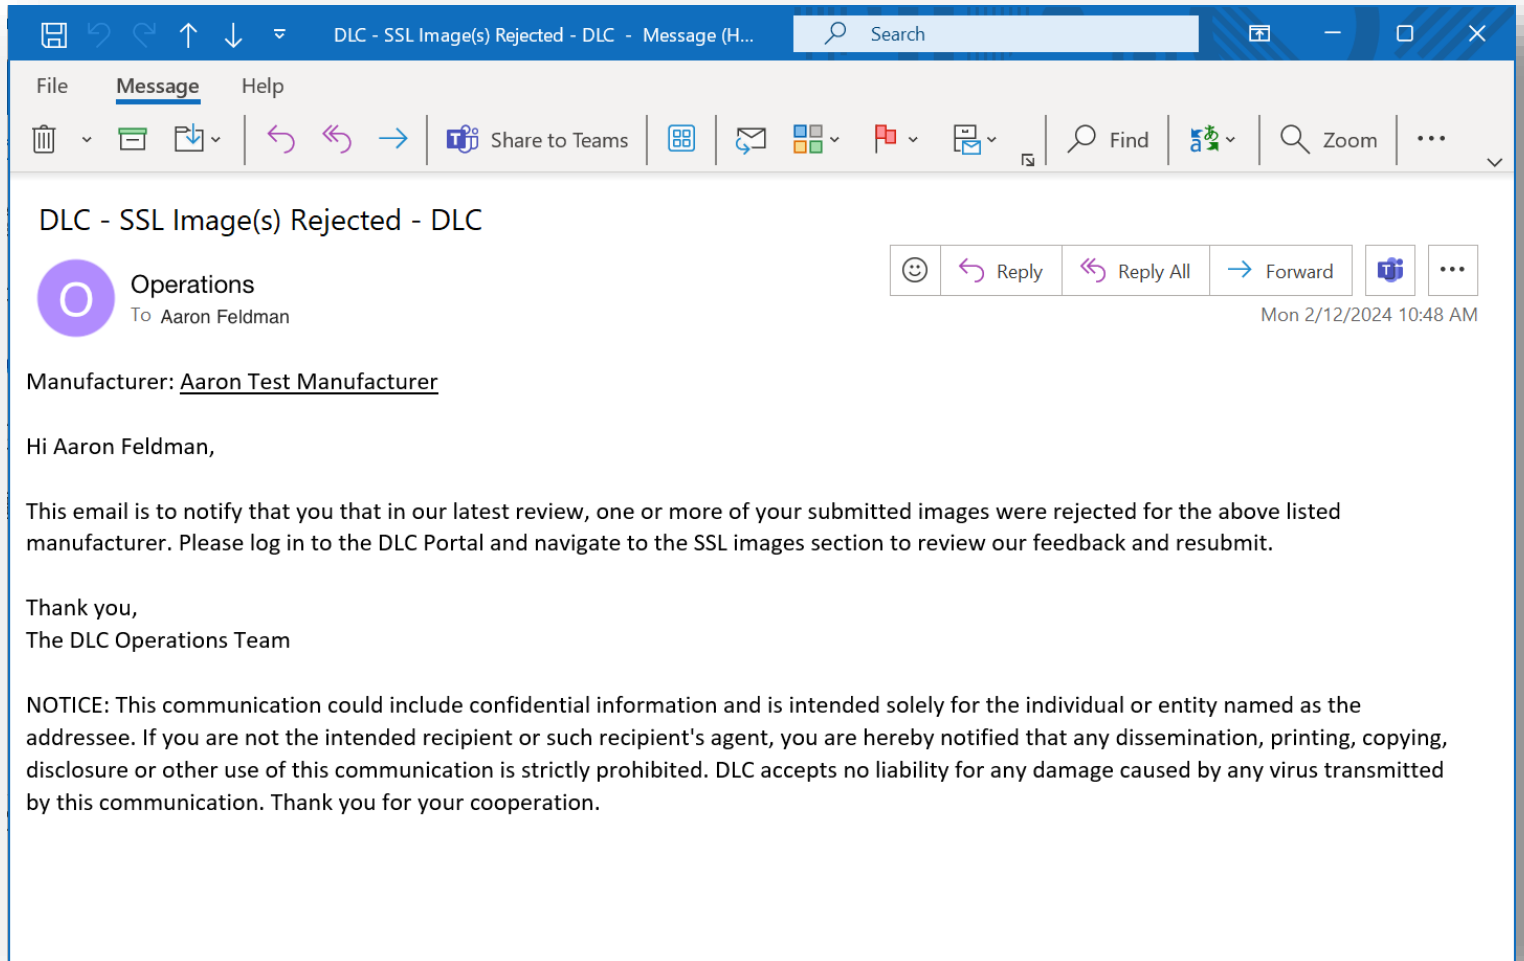 DLC - SSL Image(s) Rejected - DLC - Message (H...
Search
File Message Help
Share to Teams Find Zoom
DLC - SSL Image(s) Rejected - DLC
O
Operations
To Aaron Feldman
Reply Reply All Forward
Mon 2/12/2024 10:48 AM
Manufacturer: Aaron Test Manufacturer
Hi Aaron Feldman,
This email is to notify that you that in our latest review, one or more of your submitted images were rejected for the above listed
manufacturer. Please log in to the DLC Portal and navigate to the SSL images section to review our feedback and resubmit.
Thank you,
The DLC Operations Team
NOTICE: This communication could include confidential information and is intended solely for the individual or entity named as the
addressee. If you are not the intended recipient or such recipient's agent, you are hereby notified that any dissemination, printing, copying,
disclosure or other use of this communication is strictly prohibited. DLC accepts no liability for any damage caused by any virus transmitted
by this communication. Thank you for your cooperation.